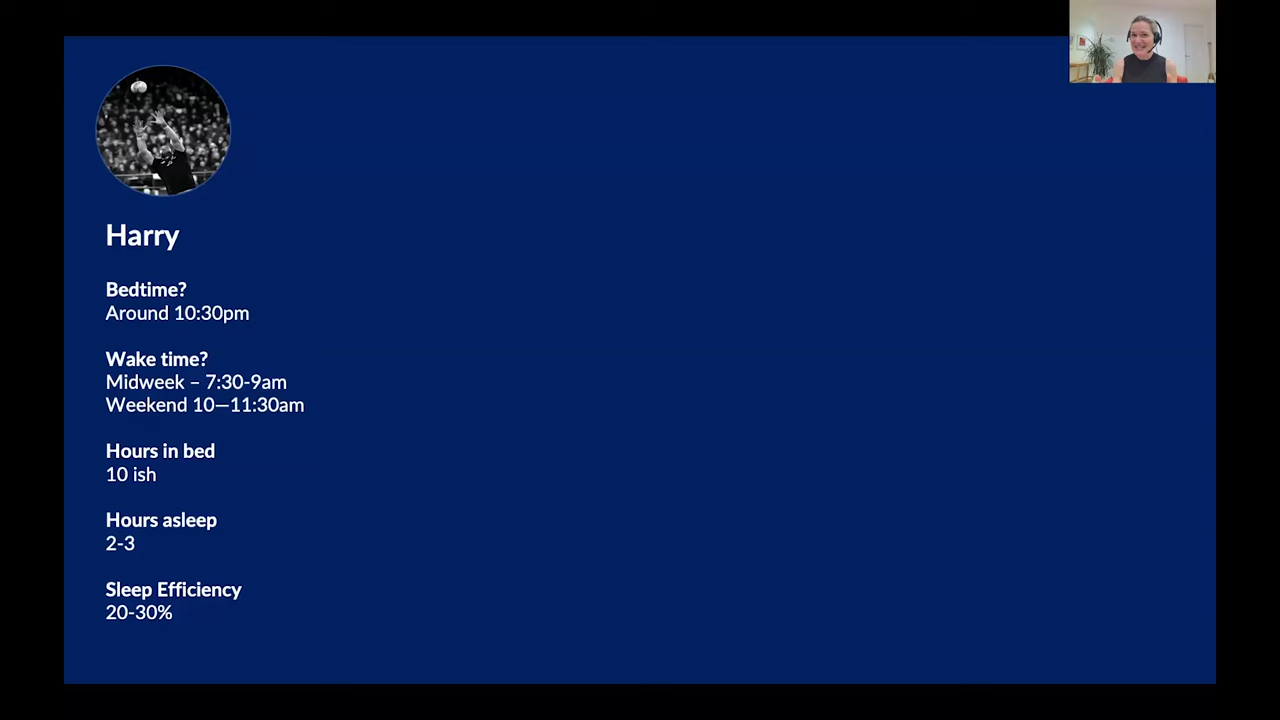 Harry
Bedtime?
Around 10:30pm
Wake time?
Midweek – 7:30-9am
Weekend 10—11:30am
Hours in bed
10 ish
Hours asleep
2-3
Sleep Efficiency
20-30%